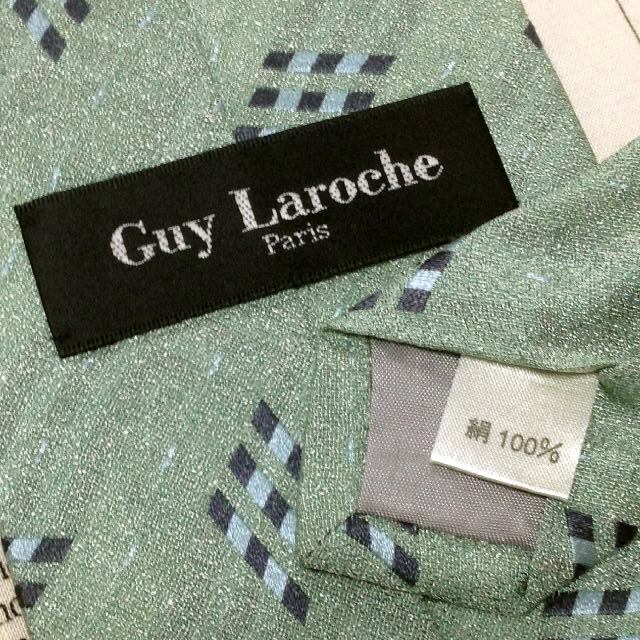 Guy Laroche
Paris
絹 100%